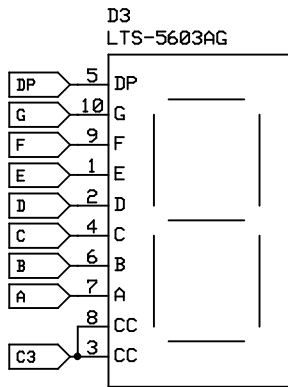 D3
LTS-5603AG
DP 5 DP
G 10 G
F 9 F
E 1 E
D 2 D
C 4 C
B 6 B
A 7 A
8 CC
C3 3 CC